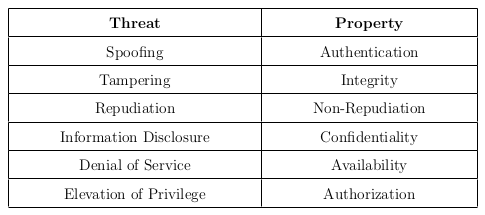 Threat Property
Spoofing Authentication
Tampering Integrity
Repudiation Non-Repudiation
Information Disclosure Confidentiality
Denial of Service Availability
Elevation of Privilege Authorization